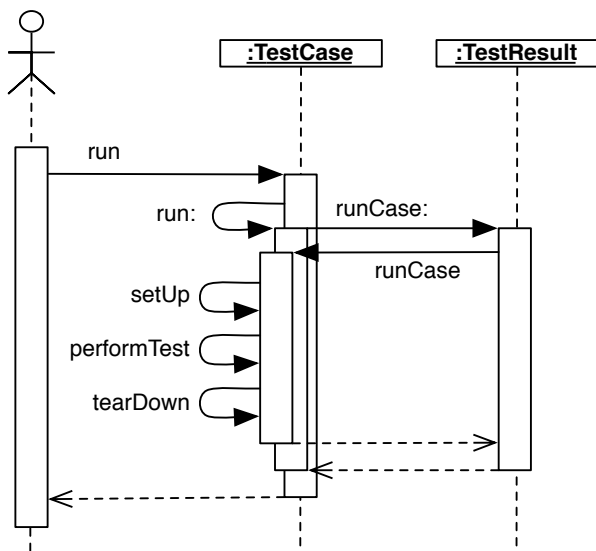 :TestCase
:TestResult
run
run:
runCase:
runCase
setUp
performTest
tearDown